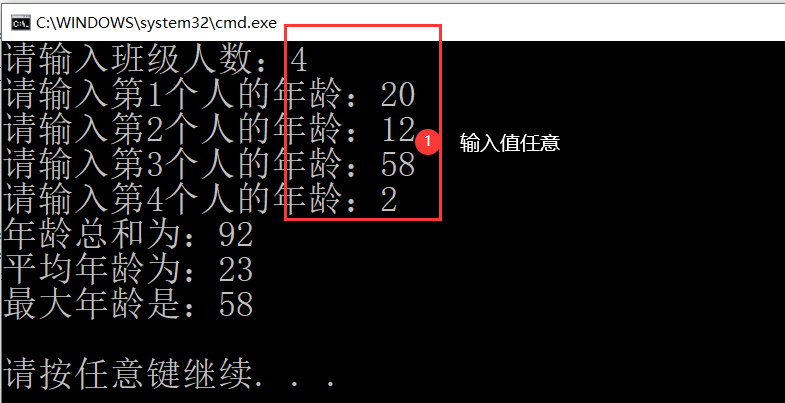 C:\WINDOWS\system32\cmd.exe
请输入班级人数：4
请输入第1个人的年龄：20
请输入第2个人的年龄：12
1 输入值任意
请输入第3个人的年龄：58
请输入第4个人的年龄：2
年龄总和为：92
平均年龄为：23
最大年龄是：58
请按任意键继续. . .